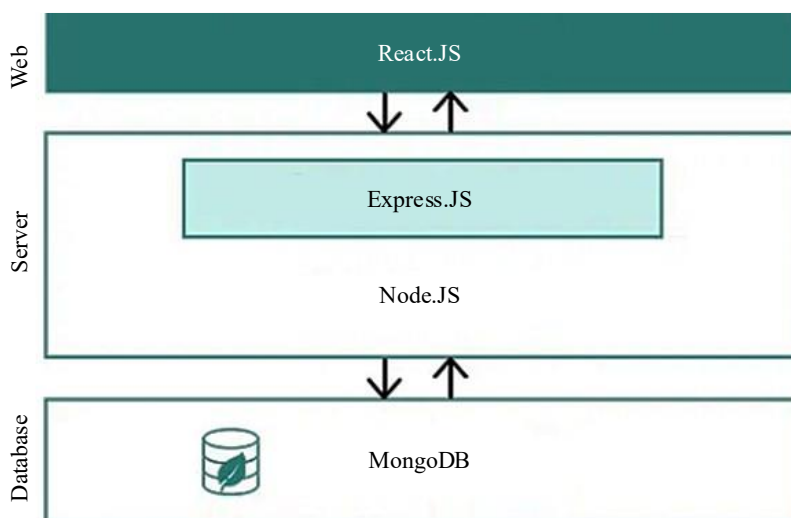 Web
React.JS
Server
Express.JS
Node.JS
Database
MongoDB